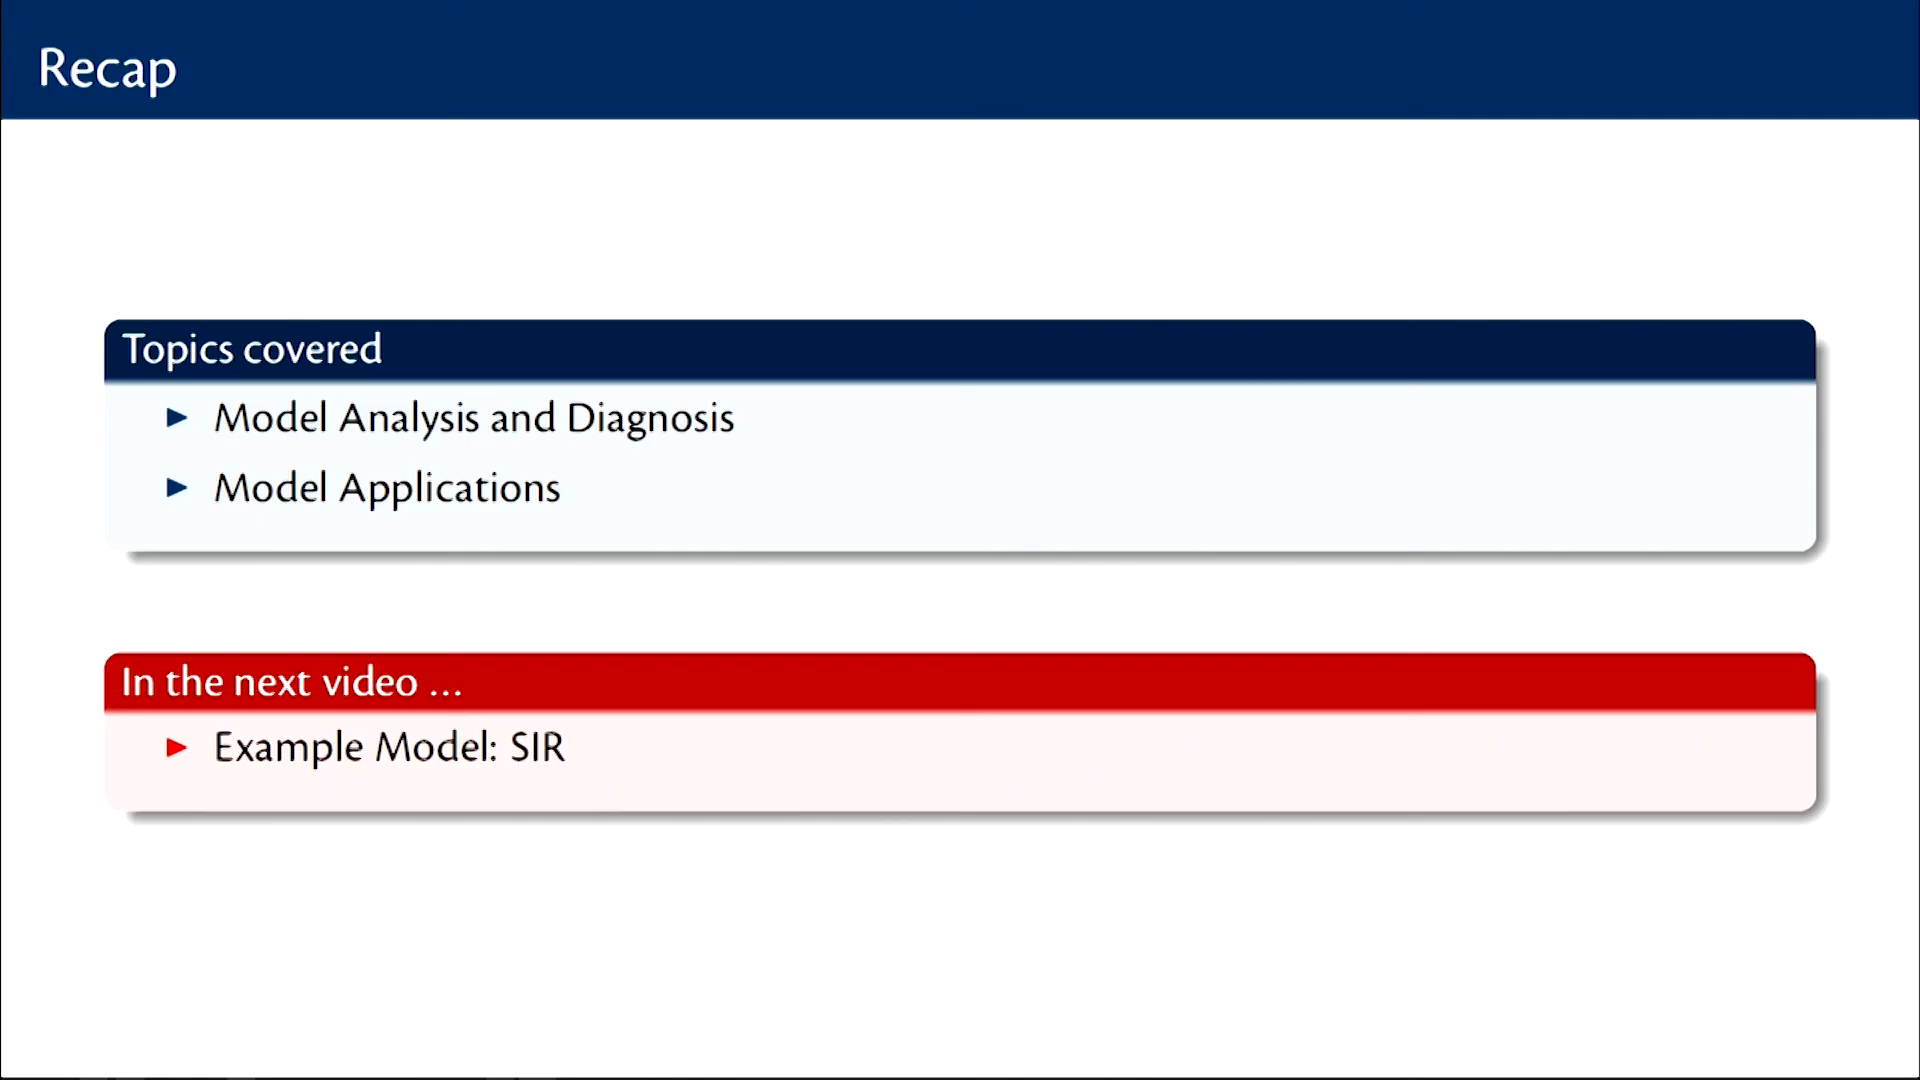 Recap
Topics covered
Model Analysis and Diagnosis
Model Applications
In the next video ...
Example Model: SIR